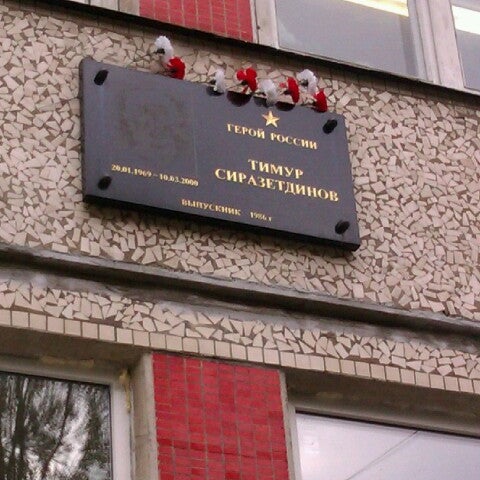 ГЕРОЙ РОССИИ
ТИМУР
СИРАЗЕТДИНОВ
20.01.1969 – 10.03.2000
ВЫПУСКНИК 1986 г